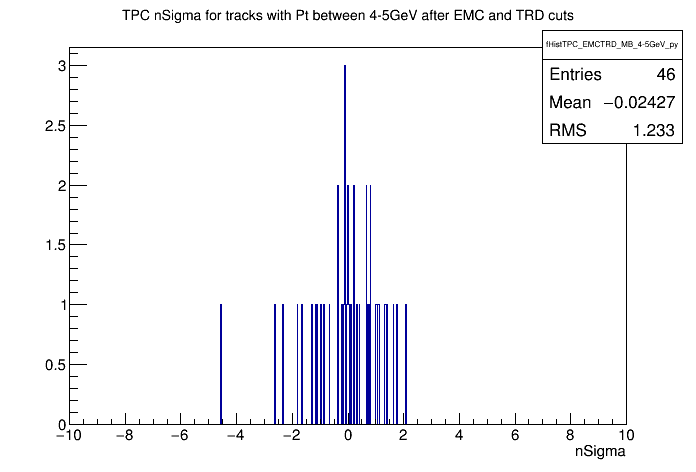 TPC nSigma for tracks with Pt between 4-5GeV after EMC and TRD cuts
fHistTPC_EMCTRD_MB_4-5GeV_py
Entries 46
Mean −0.02427
RMS 1.233
3
2.5
2
1.5
1
0.5
0
−10 −8 −6 −4 −2 0 2 4 6 8 10
nSigma